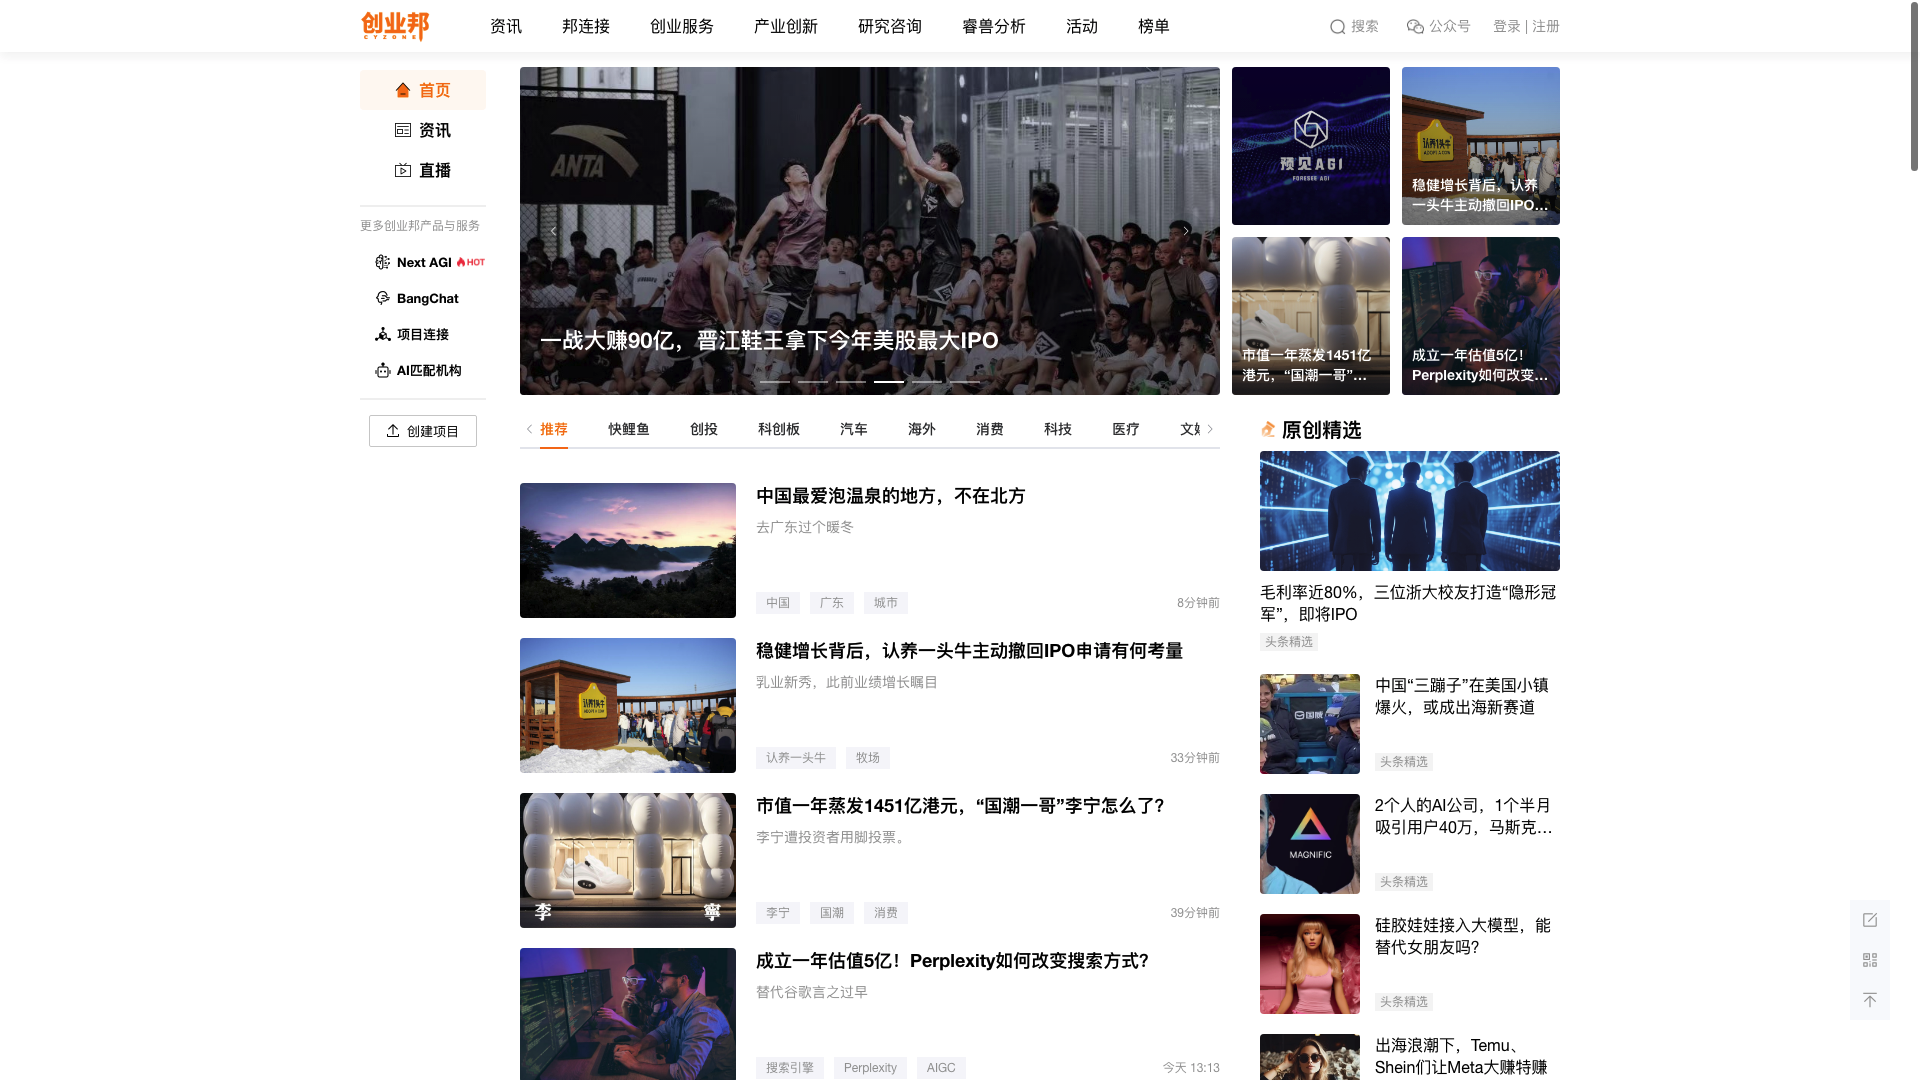 创业邦
CYZONE
资讯
邦连接
创业服务
产业创新
研究咨询
睿兽分析
活动
榜单
搜索
公众号
登录 | 注册
首页
资讯
直播
更多创业邦产品与服务
Next AGI HOT
BangChat
项目连接
AI匹配机构
创建项目
ANTA
一战大赚90亿，晋江鞋王拿下今年美股最大IPO
预见AGI
FORESEE AGI
认养1头牛
ADOPT A COW
稳健增长背后，认养
一头牛主动撤回IPO...
市值一年蒸发1451亿
港元，“国潮一哥”...
成立一年估值5亿！
Perplexity如何改变...
推荐
快鲤鱼
创投
科创板
汽车
海外
消费
科技
医疗
中国最爱泡温泉的地方，不在北方
去广东过个暖冬
中国
广东
城市
8分钟前
认养1头牛
ADOPT A COW
稳健增长背后，认养一头牛主动撤回IPO申请有何考量
乳业新秀，此前业绩增长瞩目
认养一头牛
牧场
33分钟前
李
寧
市值一年蒸发1451亿港元，“国潮一哥”李宁怎么了？
李宁遭投资者用脚投票。
李宁
国潮
消费
39分钟前
成立一年估值5亿！Perplexity如何改变搜索方式？
替代谷歌言之过早
搜索引擎
Perplexity
AIGC
今天 13:13
原创精选
毛利率近80%，三位浙大校友打造“隐形冠
军”，即将IPO
头条精选
国威
中国“三蹦子”在美国小镇
爆火，或成出海新赛道
头条精选
MAGNIFIC
2个人的AI公司，1个半月
吸引用户40万，马斯克...
头条精选
硅胶娃娃接入大模型，能
替代女朋友吗?
头条精选
出海浪潮下，Temu、
Shein们让Meta大赚特赚